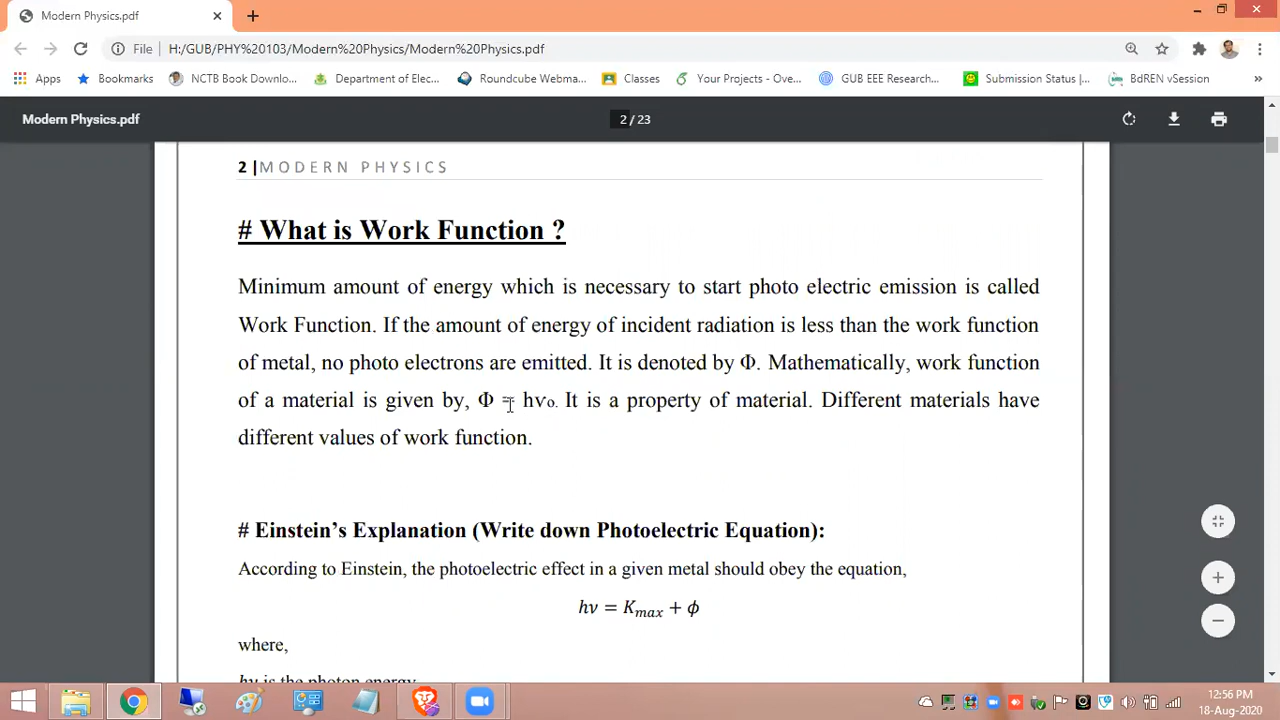 Modern Physics.pdf
File | H:/GUB/PHY%20103/Modern%20Physics/Modern%20Physics.pdf
Apps Bookmarks NCTB Book Downlo... Department of Elec... Roundcube Webma... Classes Your Projects - Ove... GUB EEE Research... Submission Status |... BdREN vSession »
Modern Physics.pdf 2 / 23
2 | MODERN PHYSICS
# What is Work Function ?
Minimum amount of energy which is necessary to start photo electric emission is called
Work Function. If the amount of energy of incident radiation is less than the work function
of metal, no photo electrons are emitted. It is denoted by Φ. Mathematically, work function
of a material is given by, Φ = hν₀. It is a property of material. Different materials have
different values of work function.
# Einstein's Explanation (Write down Photoelectric Equation):
According to Einstein, the photoelectric effect in a given metal should obey the equation,
hν = Kmax + ϕ
where,
hν is the photon energy
12:56 PM
18-Aug-2020